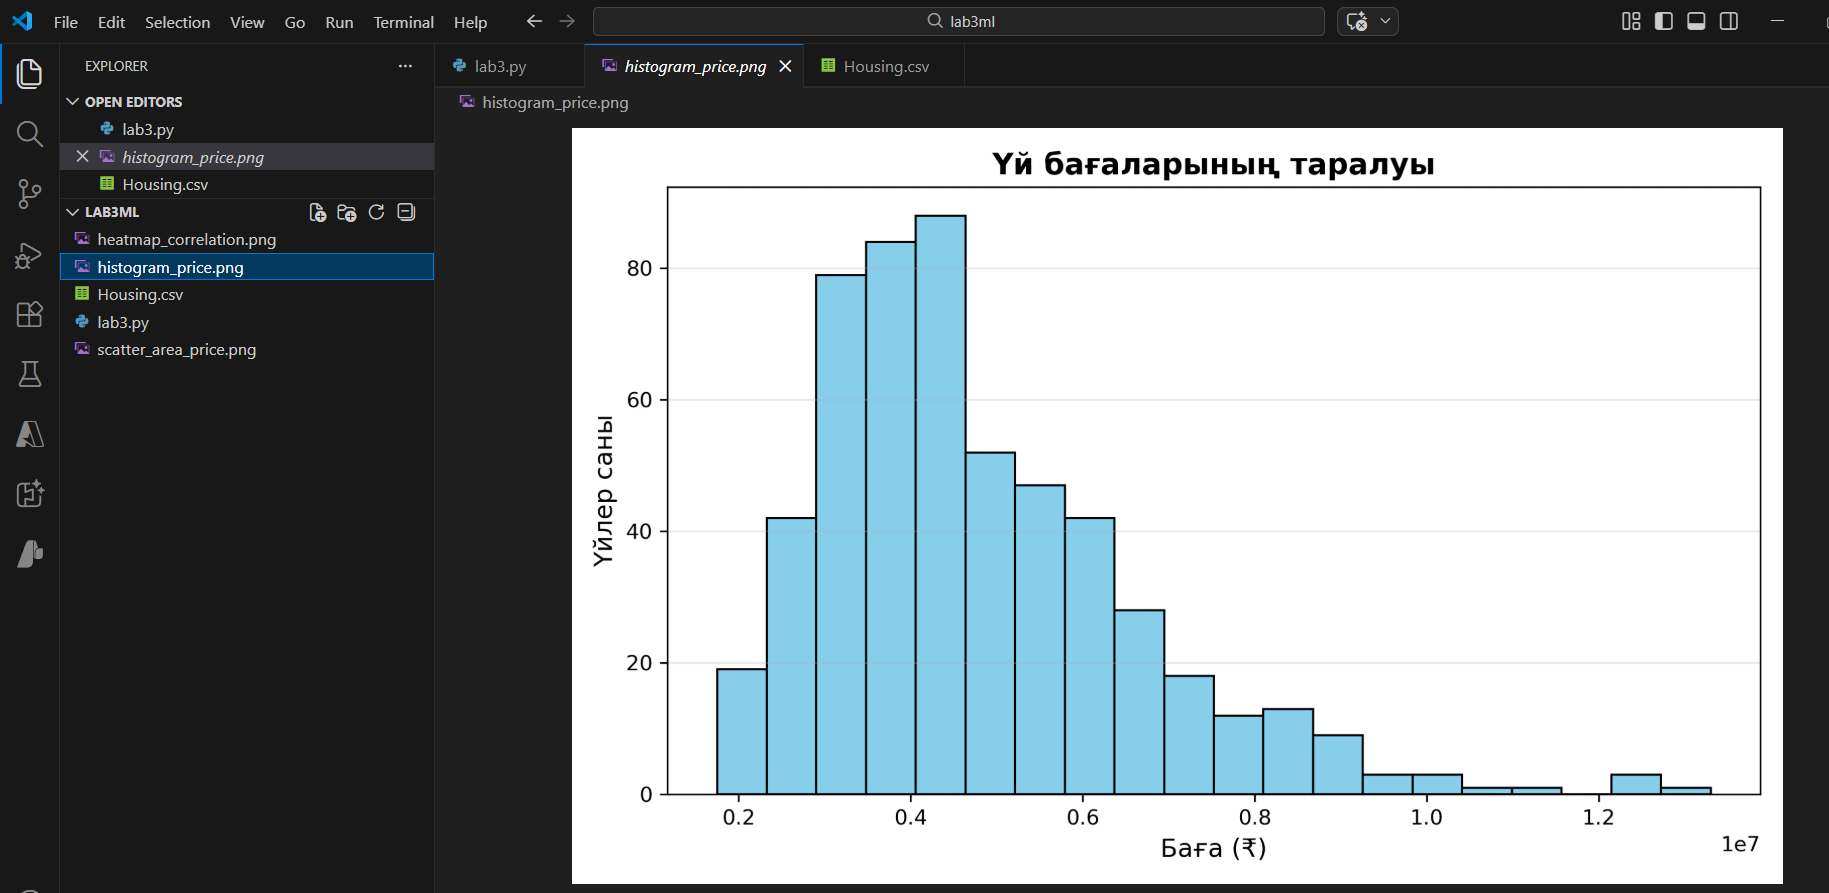 File Edit Selection View Go Run Terminal Help
lab3ml
EXPLORER
OPEN EDITORS
lab3.py
histogram_price.png
Housing.csv
LAB3ML
heatmap_correlation.png
histogram_price.png
Housing.csv
lab3.py
scatter_area_price.png
lab3.py histogram_price.png Housing.csv
histogram_price.png
Үй бағаларының таралуы
Үйлер саны
80
60
40
20
0
0.2 0.4 0.6 0.8 1.0 1.2
1e7
Баға (₹)